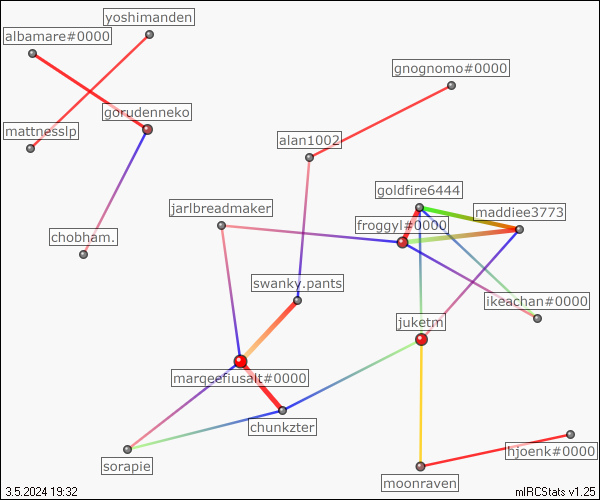 yoshimanden
albamare#0000
gnognomo#0000
gorudenneko
mattnesslp
alan1002
goldfire6444
jarlbreadmaker
maddiee3773
froggyl#0000
chobham.
swanky.pants
ikeachan#0000
juketm
marqeefiusalt#0000
chunkzter
hjoenk#0000
sorapie
moonraven
3.5.2024 19:32
mIRCStats v1.25